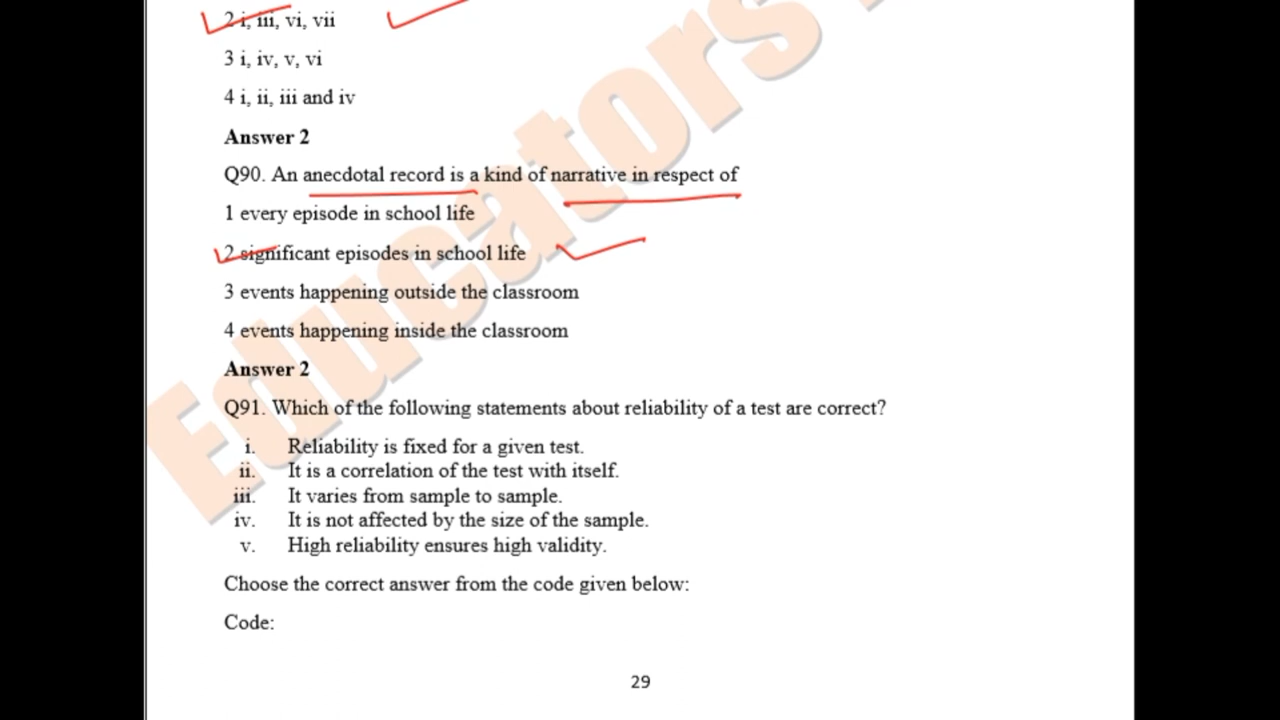 2 i, iii, vi, vii
3 i, iv, v, vi
4 i, ii, iii and iv
Answer 2
Q90. An anecdotal record is a kind of narrative in respect of
1 every episode in school life
2 significant episodes in school life
3 events happening outside the classroom
4 events happening inside the classroom
Answer 2
Q91. Which of the following statements about reliability of a test are correct?
i. Reliability is fixed for a given test.
ii. It is a correlation of the test with itself.
iii. It varies from sample to sample.
iv. It is not affected by the size of the sample.
v. High reliability ensures high validity.
Choose the correct answer from the code given below:
Code:
29
Educators